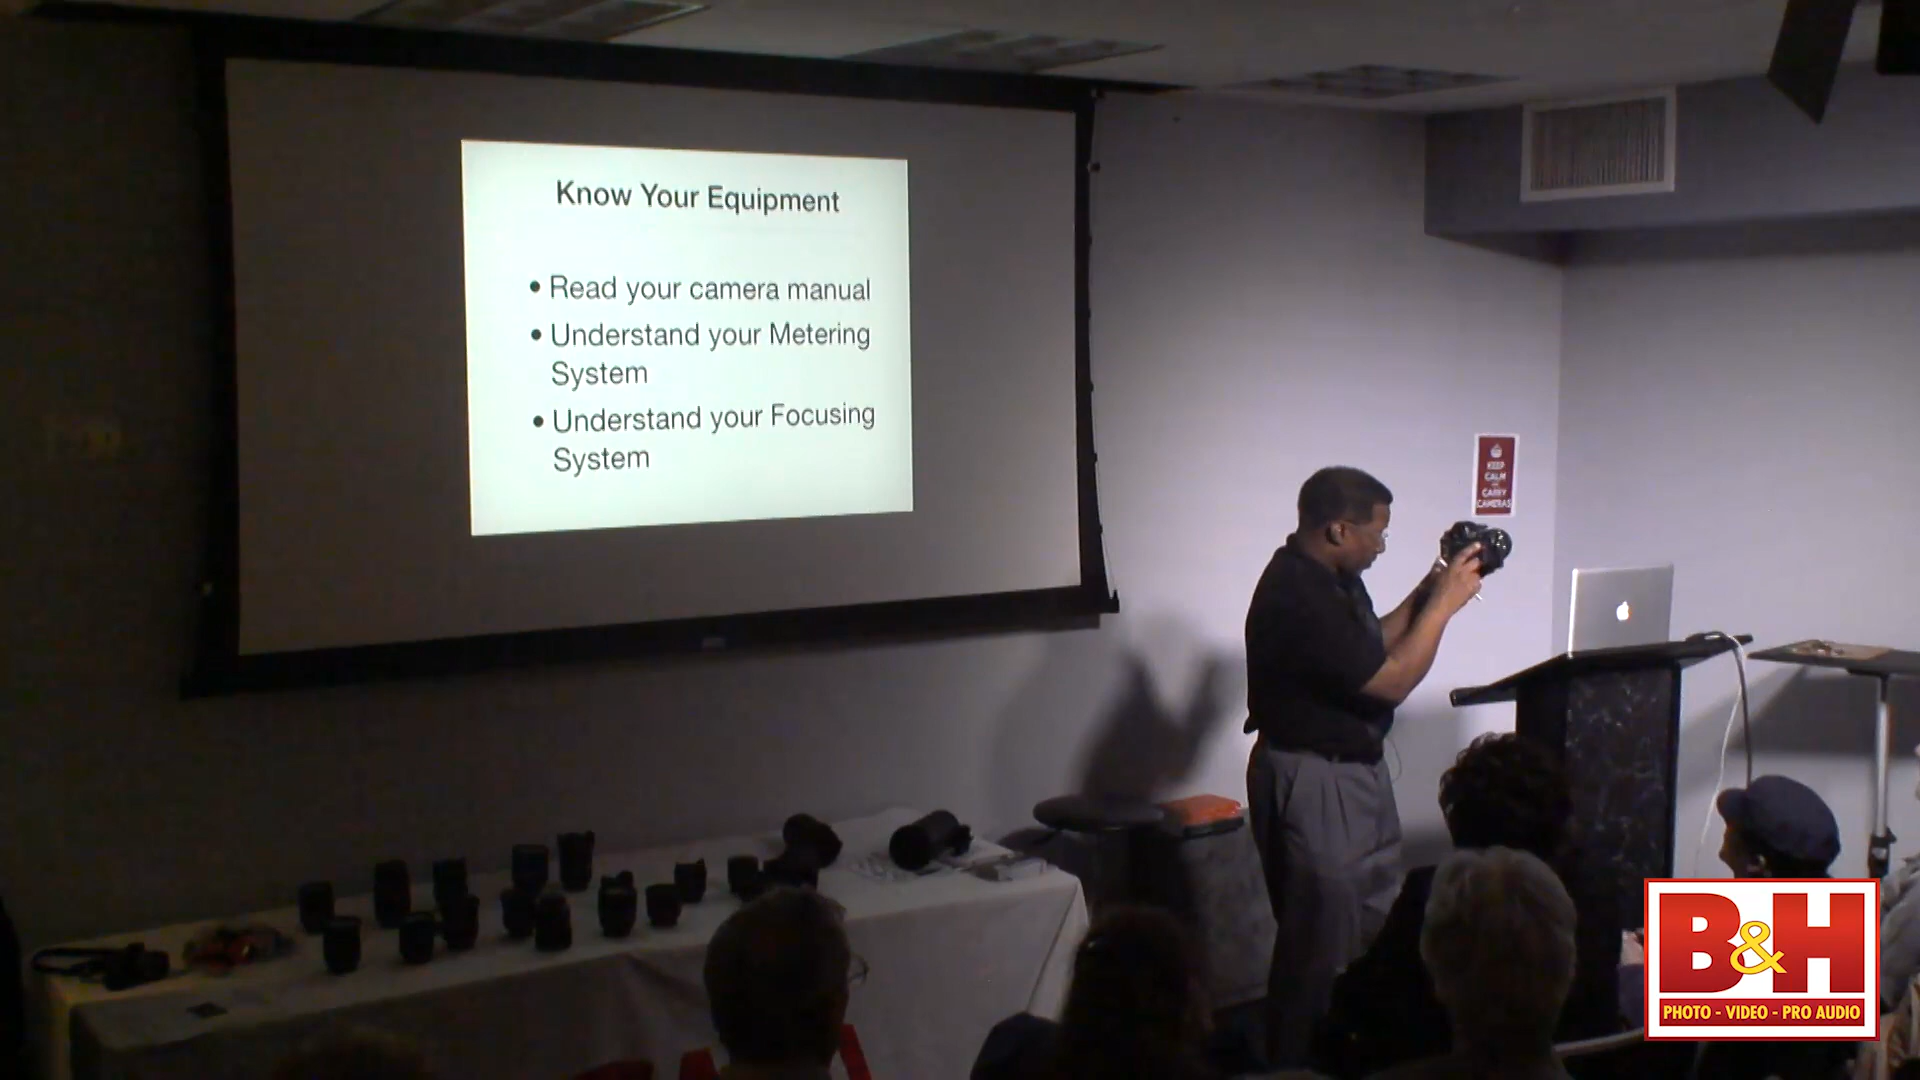 Know Your Equipment
• Read your camera manual
• Understand your Metering
System
• Understand your Focusing
System
KEEP
CALM
AND
CARRY
CAMERAS
B&H
PHOTO - VIDEO - PRO AUDIO